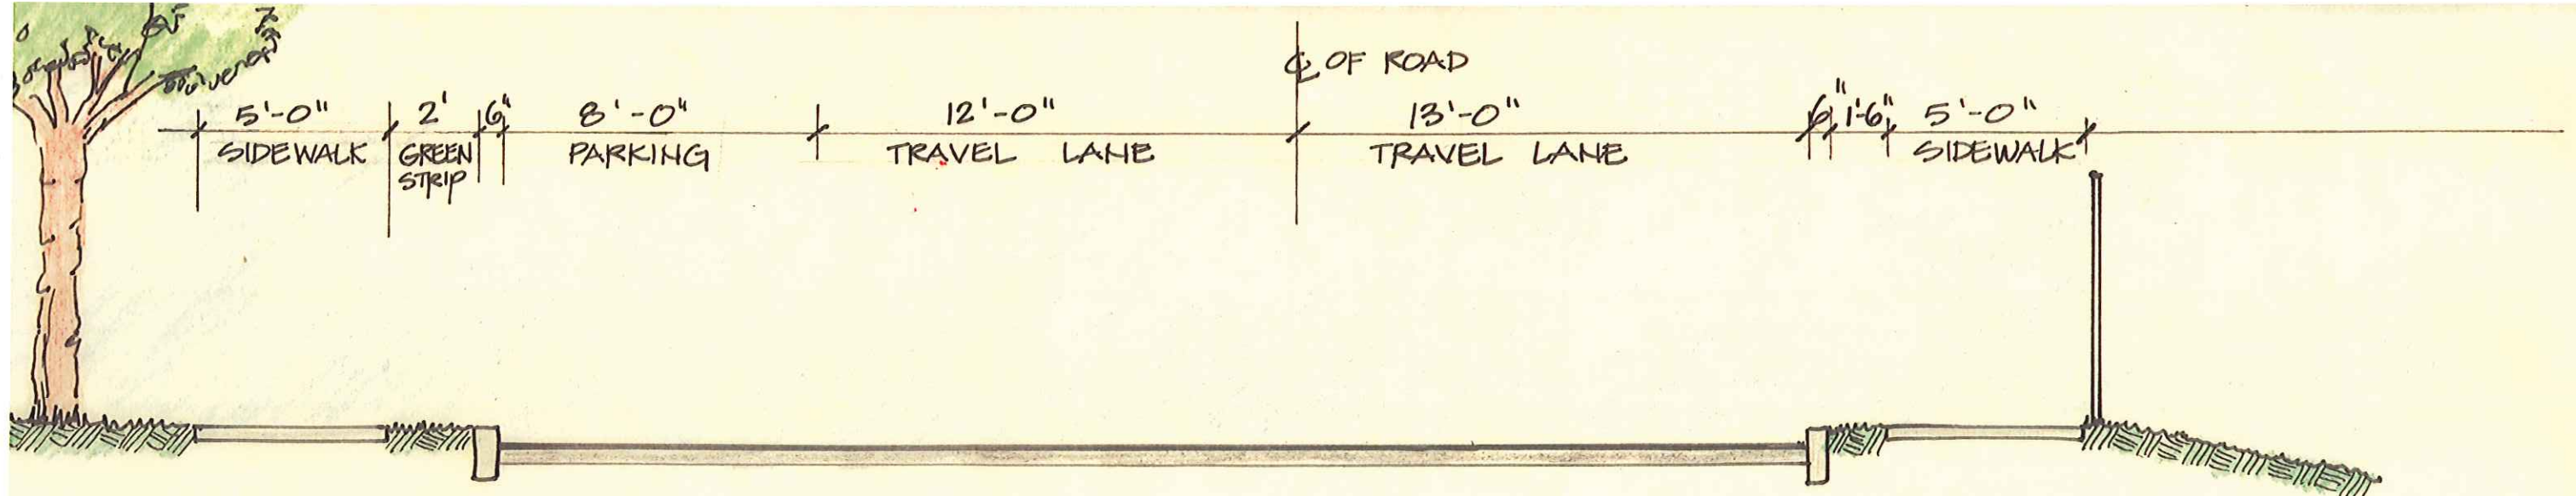 ℄ OF ROAD
5'-0" 2' 6" 8'-0" 12'-0" 13'-0" 6" 1'-6" 5'-0"
SIDEWALK GREEN STRIP PARKING TRAVEL LANE TRAVEL LANE SIDEWALK